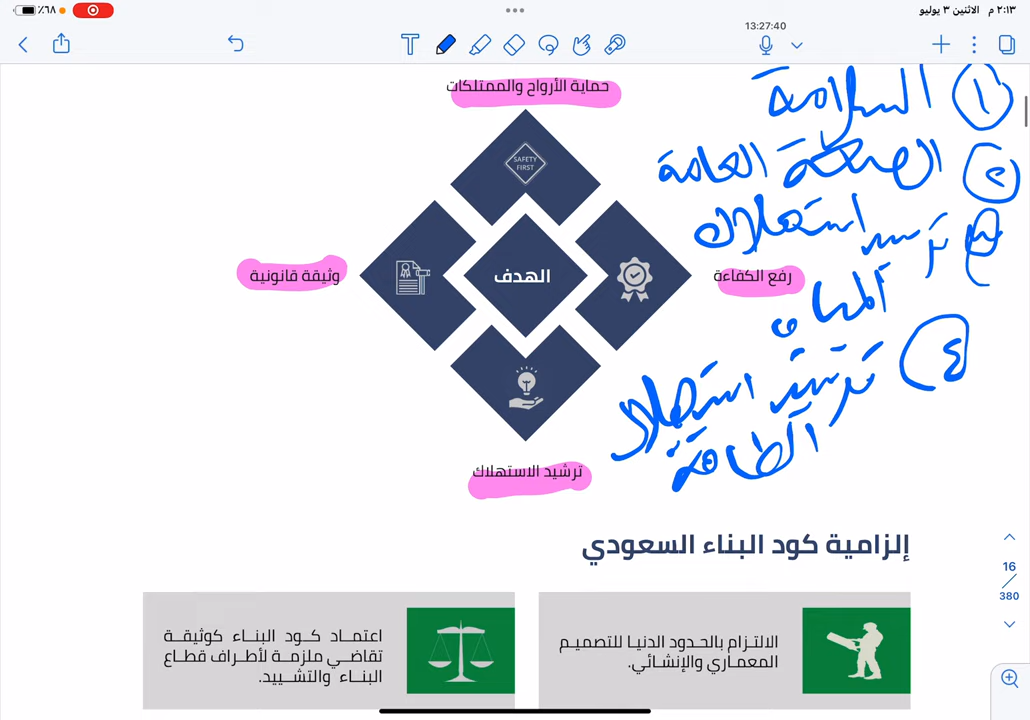 ٢:١٣ م الاثنين ٣ يوليو
٦٨٪
13:27:40
T
حماية الأرواح والممتلكات
SAFETY
FIRST
الهدف
رفع الكفاءة
وثيقة قانونية
ترشيد الاستهلاك
١ السلامة
٢ الصحة العامة
٣ ترشيد استهلاك
المياه
٤ ترشيد استهلاك
الطاقة
إلزامية كود البناء السعودي
الالتزام بالحدود الدنيا للتصميم
المعماري والإنشائي.
اعتماد كود البناء كوثيقة
تقاضي ملزمة لأطراف قطاع
البناء والتشييد.
16
380